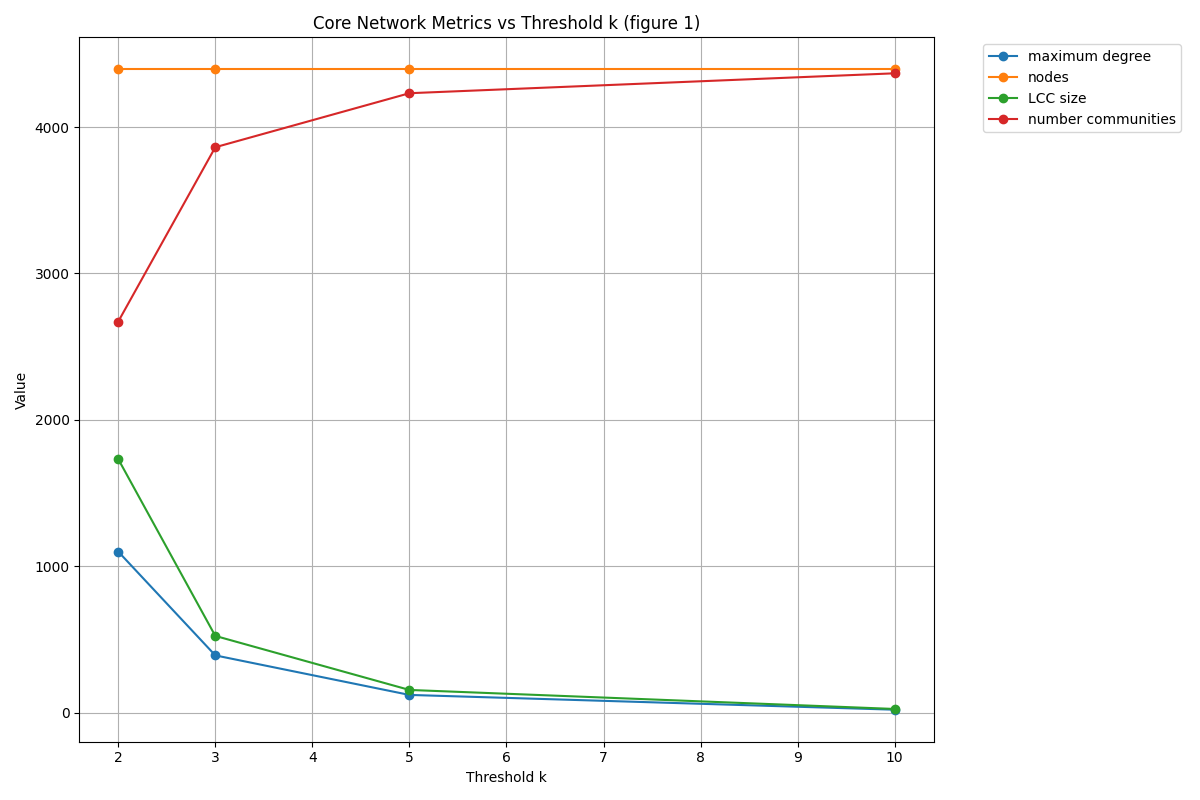 Core Network Metrics vs Threshold k (figure 1)
maximum degree
nodes
LCC size
number communities
Value
4000
3000
2000
1000
0
2 3 4 5 6 7 8 9 10
Threshold k